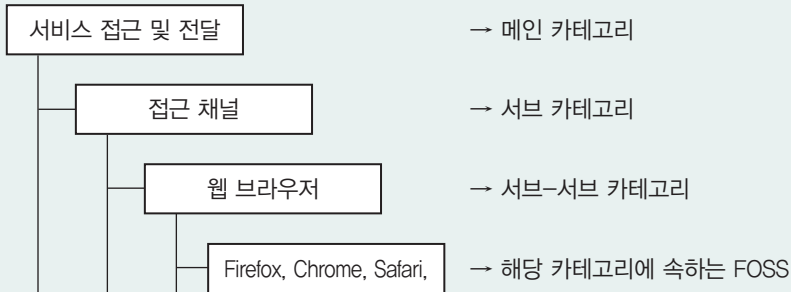 서비스 접근 및 전달 → 메인 카테고리
접근 채널 → 서브 카테고리
웹 브라우저 → 서브-서브 카테고리
Firefox, Chrome, Safari, → 해당 카테고리에 속하는 FOSS